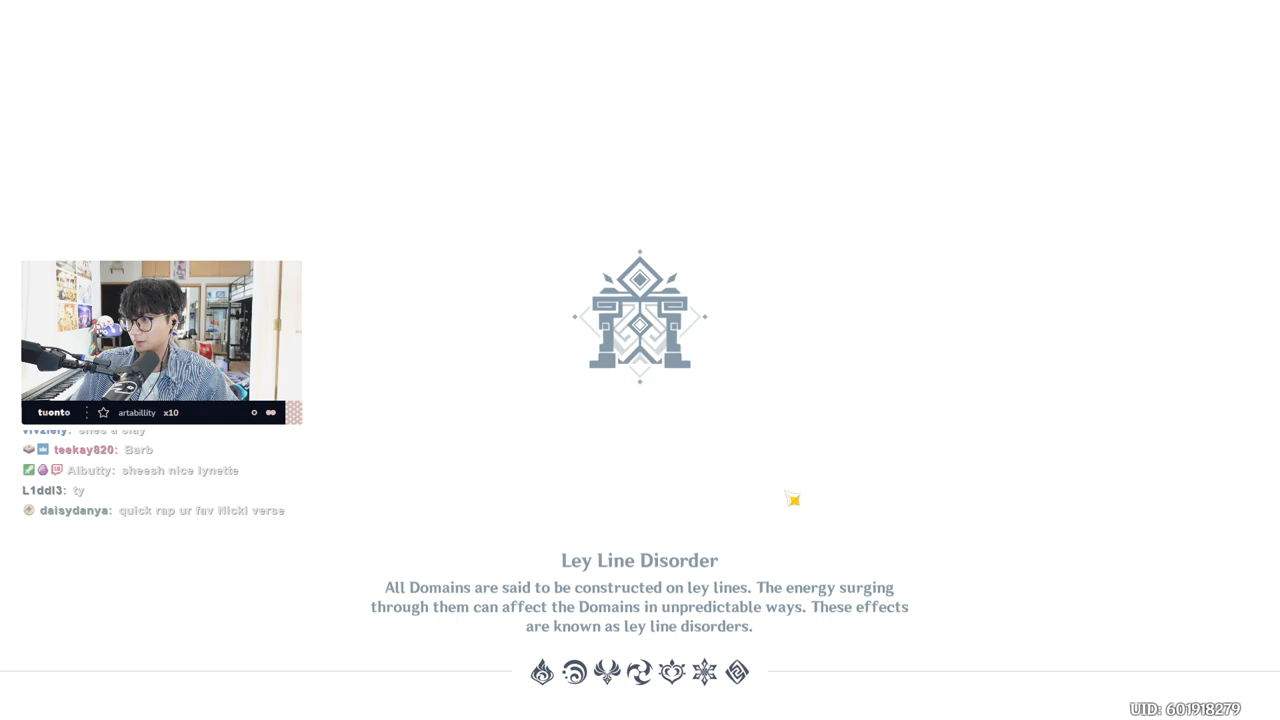 tuonto
artabillity x10
teekay820: Barb
Albutty: sheesh nice lynette
L1ddl3: ty
daisydanya: quick rap ur fav Nicki verse
Ley Line Disorder
All Domains are said to be constructed on ley lines. The energy surging
through them can affect the Domains in unpredictable ways. These effects
are known as ley line disorders.
UID: 601918279